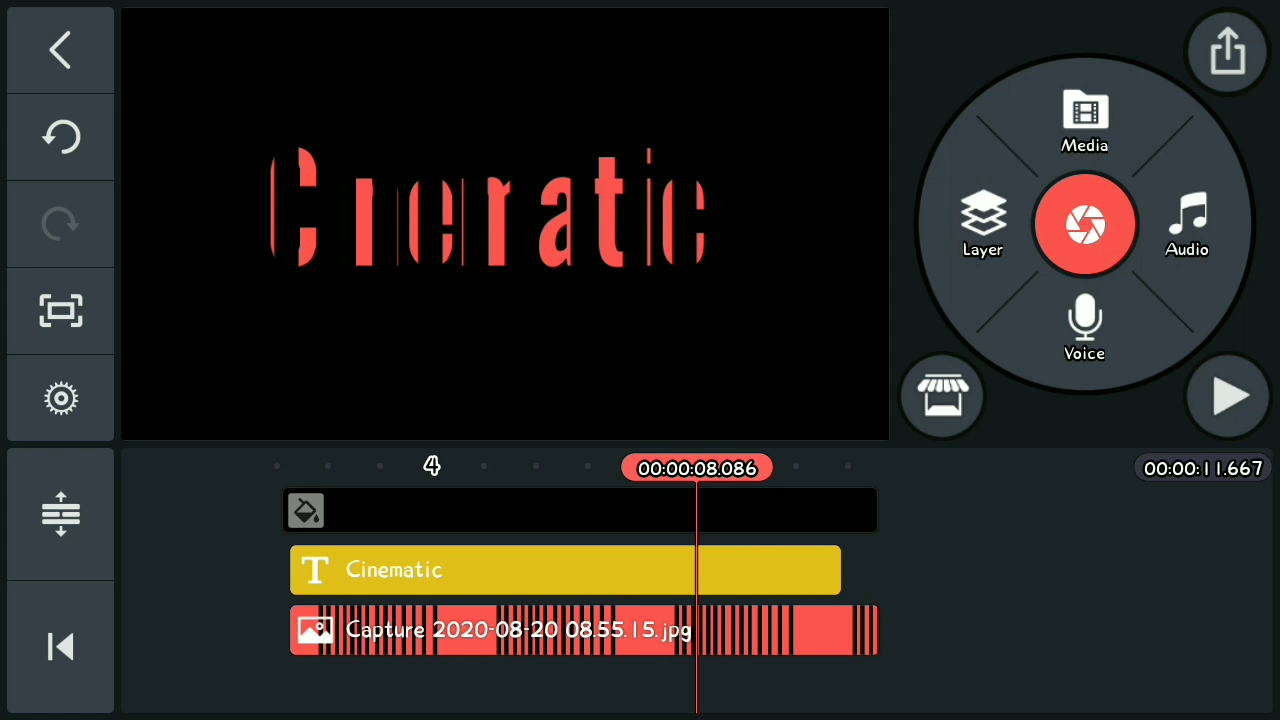 Cinematic
Media
Layer
Audio
Voice
4
00:00:08.086
00:00:11.667
T Cinematic
Capture 2020-08-20 08.55.15.jpg